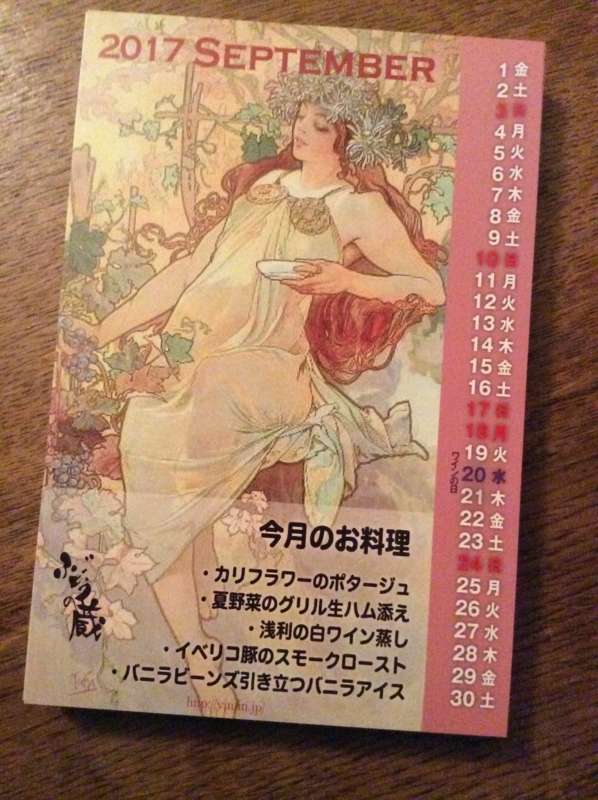 2017 SEPTEMBER
1 金
2 土
3 日
4 月
5 火
6 水
7 木
8 金
9 土
10 日
11 月
12 火
13 水
14 木
15 金
16 土
17 日
18 月
19 火
ワインの日
20 水
21 木
22 金
23 土
24 日
25 月
26 火
27 水
28 木
29 金
30 土
今月のお料理
・カリフラワーのポタージュ
・夏野菜のグリル生ハム添え
・浅利の白ワイン蒸し
・イベリコ豚のスモークロースト
・バニラビーンズ引き立つバニラアイス
ぶどうの蔵